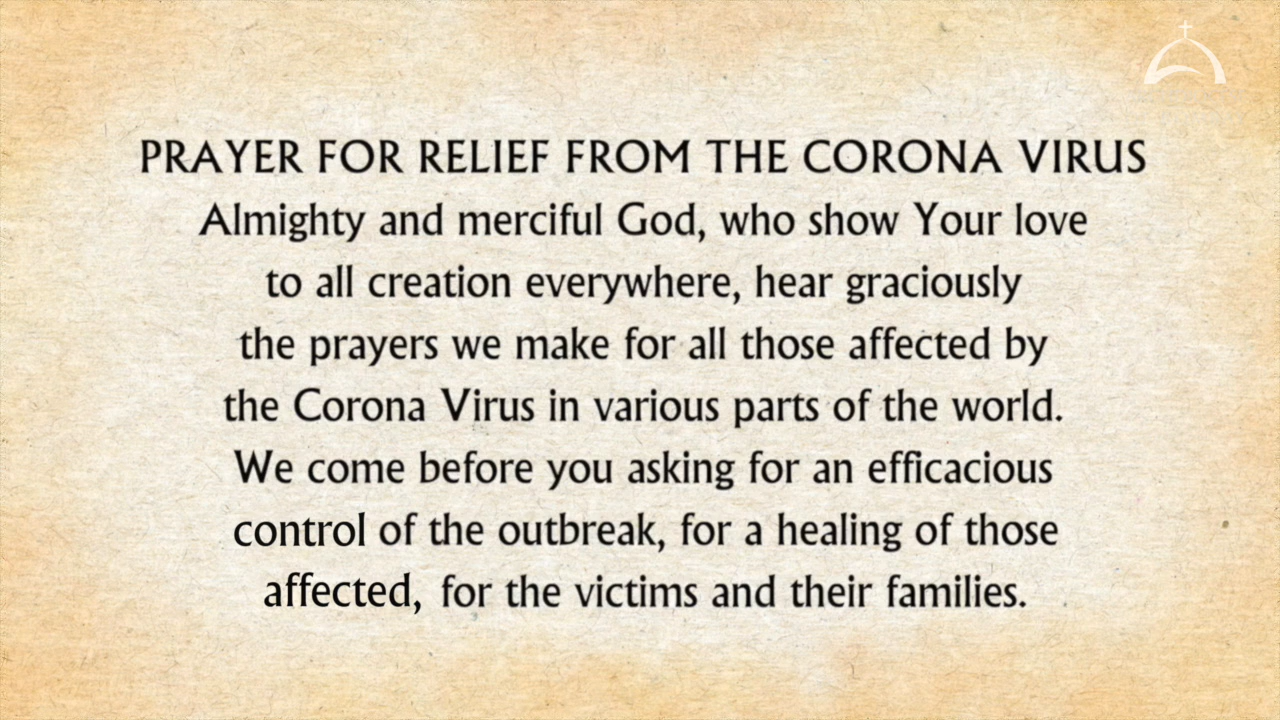 PRAYER FOR RELIEF FROM THE CORONA VIRUS
Almighty and merciful God, who show Your love
to all creation everywhere, hear graciously
the prayers we make for all those affected by
the Corona Virus in various parts of the world.
We come before you asking for an efficacious
control of the outbreak, for a healing of those
affected, for the victims and their families.